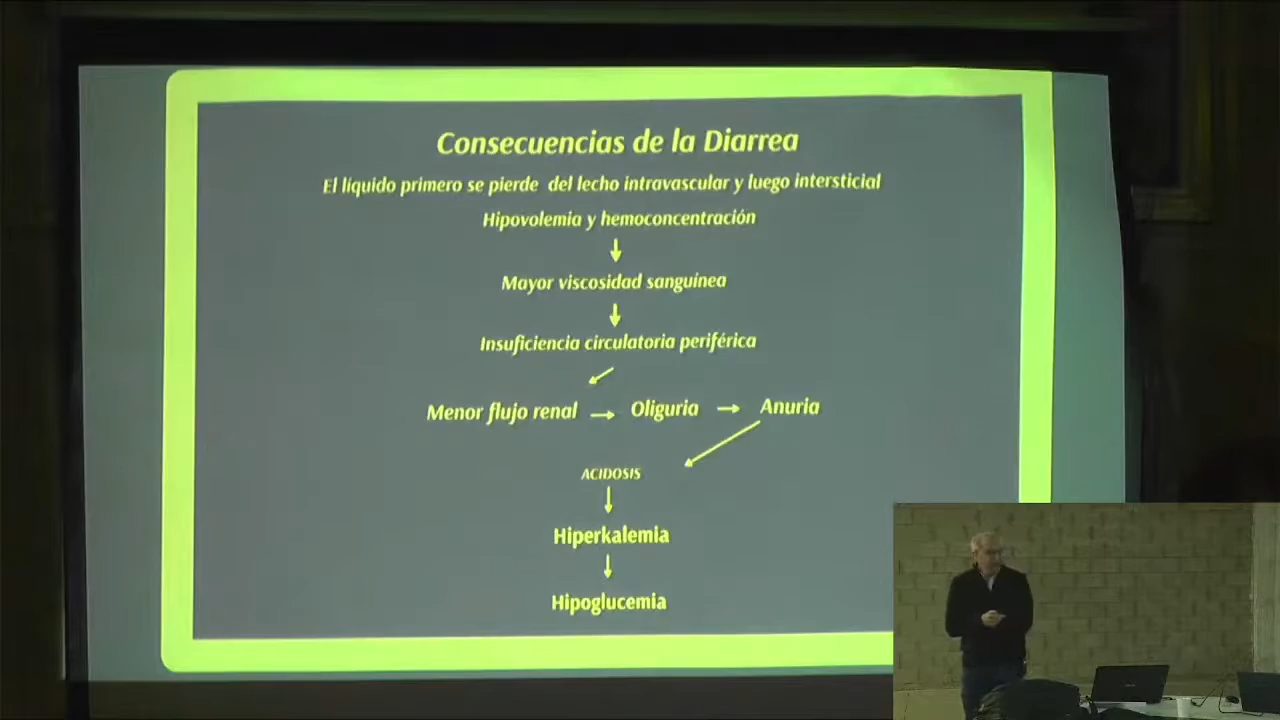 Consecuencias de la Diarrea
El líquido primero se pierde del lecho intravascular y luego intersticial
Hipovolemia y hemoconcentración
Mayor viscosidad sanguínea
Insuficiencia circulatoria periférica
Menor flujo renal → Oliguria → Anuria
ACIDOSIS
Hiperkalemia
Hipoglucemia